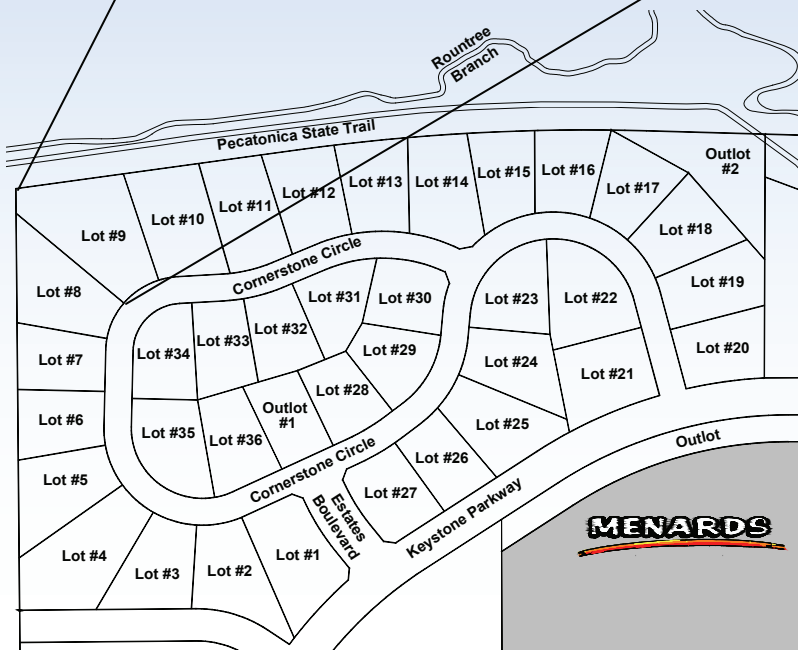 Rountree
Branch
Pecatonica State Trail
Outlot
#2
Lot #16
Lot #15
Lot #14
Lot #13
Lot #12
Lot #11
Lot #10
Lot #9
Lot #17
Lot #18
Lot #19
Lot #20
Lot #8
Lot #7
Lot #6
Lot #5
Lot #4
Lot #3
Lot #2
Lot #1
Cornerstone Circle
Lot #31
Lot #30
Lot #32
Lot #33
Lot #34
Lot #29
Lot #28
Outlot
#1
Lot #36
Lot #35
Lot #23
Lot #22
Lot #24
Lot #21
Lot #25
Lot #26
Lot #27
Cornerstone Circle
Estates
Boulevard
Keystone Parkway
Outlot
MENARDS